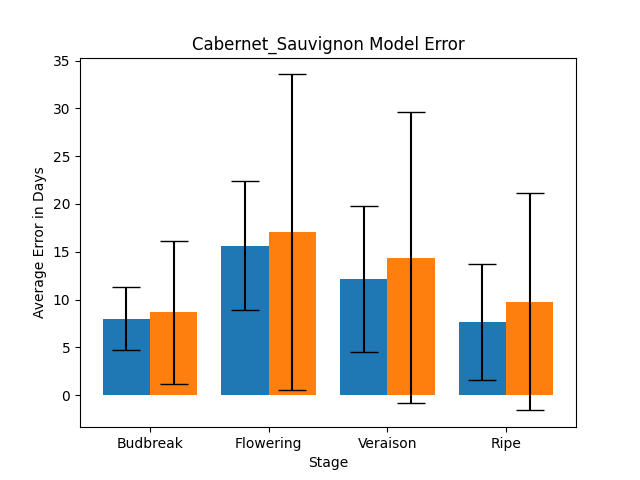 Cabernet_Sauvignon Model Error
Average Error in Days
35
30
25
20
15
10
5
0
Budbreak
Flowering
Veraison
Ripe
Stage